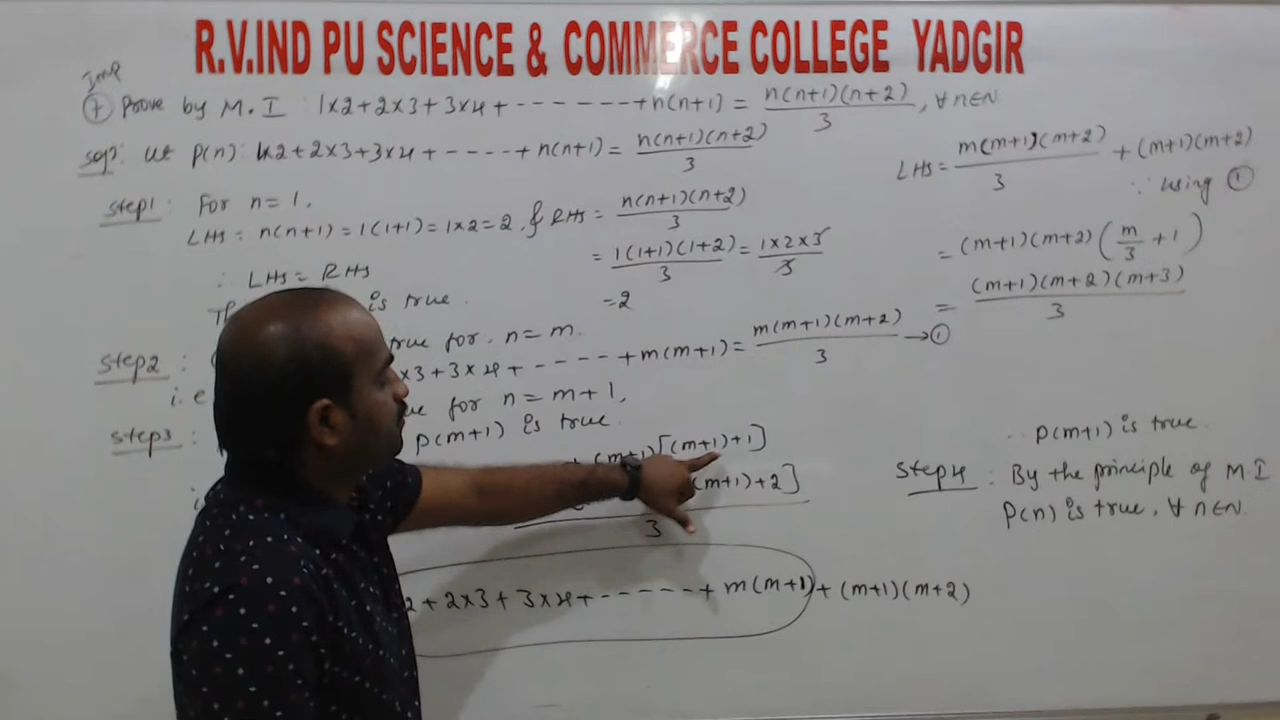 R.V.IND PU SCIENCE & COMMERCE COLLEGE YADGIR
Imp
⑦ Prove by M.I : 1×2+2×3+3×4+------+n(n+1) = n(n+1)(n+2)/3, ∀ n∈N
Sol: Let P(n): 1×2+2×3+3×4+----+n(n+1) = n(n+1)(n+2)/3
Step1: For n=1,
LHS = n(n+1) = 1(1+1) = 1×2 = 2, & RHS = n(n+1)(n+2)/3
= 1(1+1)(1+2)/3 = 1×2×3/3
∴ LHS = RHS
=2
is true.
Step2: true for n=m.
i.e ×3+3×4+----+m(m+1) = m(m+1)(m+2)/3 → ①
Step3: for n=m+1,
P(m+1) is true.
+(m+1)[(m+1)+1]
(m+1)+2]
3
2+2×3+3×4+------+m(m+1)+(m+1)(m+2)
LHS = m(m+1)(m+2)/3 + (m+1)(m+2)
∵ using ①
= (m+1)(m+2)(m/3+1)
= (m+1)(m+2)(m+3)/3
∴ P(m+1) is true.
Step4: By the principle of M.I
P(n) is true, ∀ n∈N